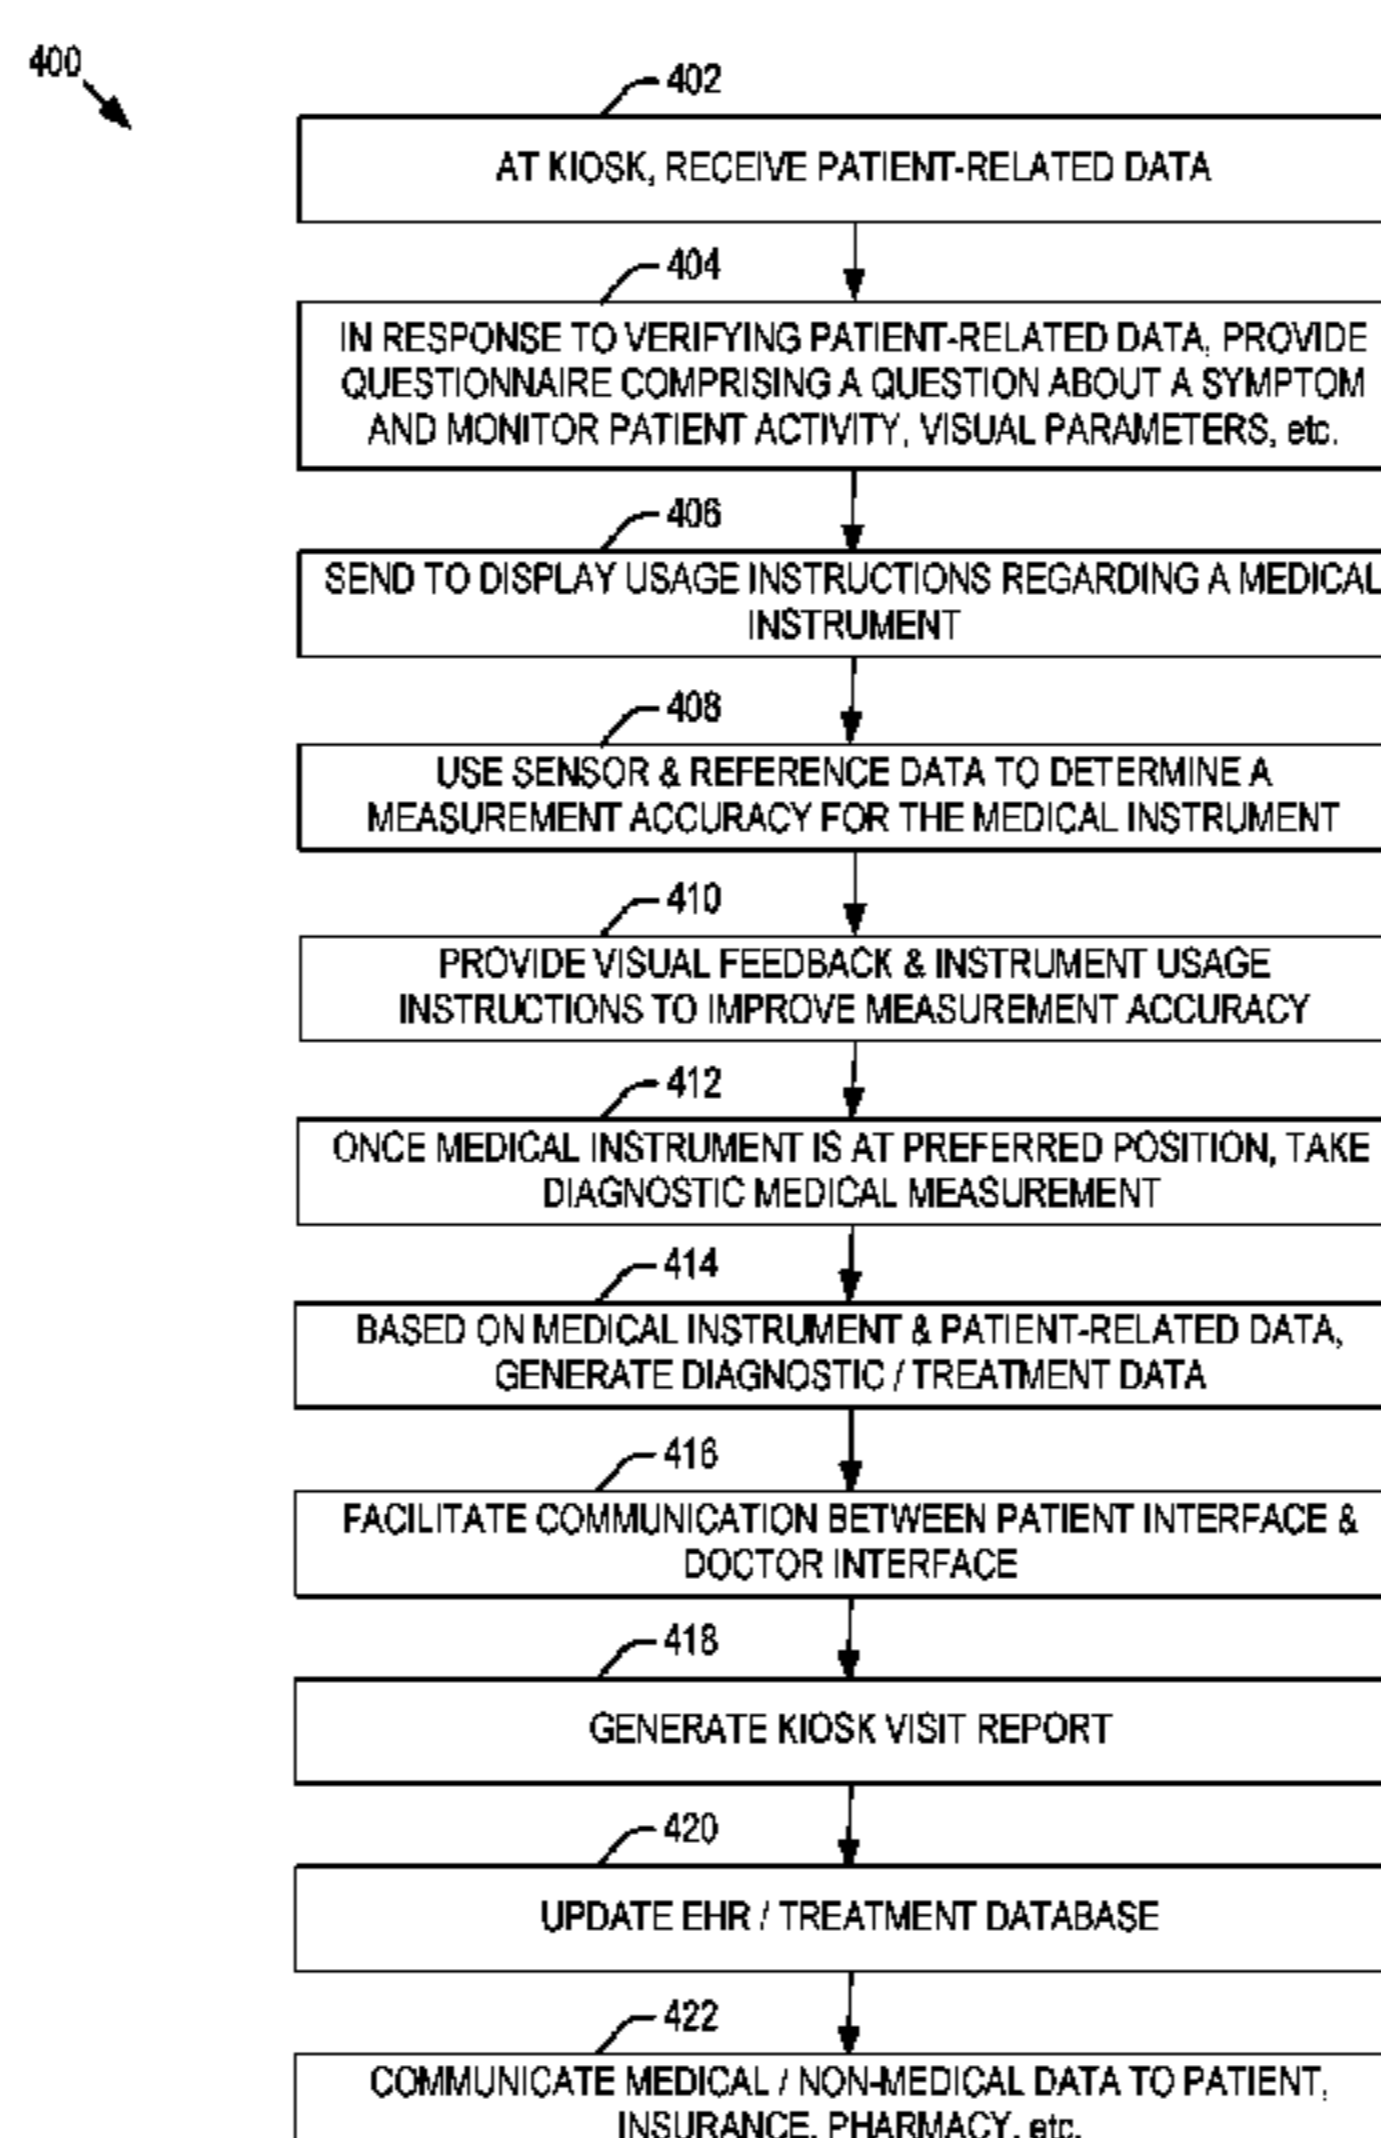 400
402
AT KIOSK, RECEIVE PATIENT-RELATED DATA
404
IN RESPONSE TO VERIFYING PATIENT-RELATED DATA, PROVIDE
QUESTIONNAIRE COMPRISING A QUESTION ABOUT A SYMPTOM
AND MONITOR PATIENT ACTIVITY, VISUAL PARAMETERS, etc.
406
SEND TO DISPLAY USAGE INSTRUCTIONS REGARDING A MEDICAL
INSTRUMENT
408
USE SENSOR & REFERENCE DATA TO DETERMINE A
MEASUREMENT ACCURACY FOR THE MEDICAL INSTRUMENT
410
PROVIDE VISUAL FEEDBACK & INSTRUMENT USAGE
INSTRUCTIONS TO IMPROVE MEASUREMENT ACCURACY
412
ONCE MEDICAL INSTRUMENT IS AT PREFERRED POSITION, TAKE
DIAGNOSTIC MEDICAL MEASUREMENT
414
BASED ON MEDICAL INSTRUMENT & PATIENT-RELATED DATA,
GENERATE DIAGNOSTIC / TREATMENT DATA
416
FACILITATE COMMUNICATION BETWEEN PATIENT INTERFACE &
DOCTOR INTERFACE
418
GENERATE KIOSK VISIT REPORT
420
UPDATE EHR / TREATMENT DATABASE
422
COMMUNICATE MEDICAL / NON-MEDICAL DATA TO PATIENT,
INSURANCE, PHARMACY, etc.